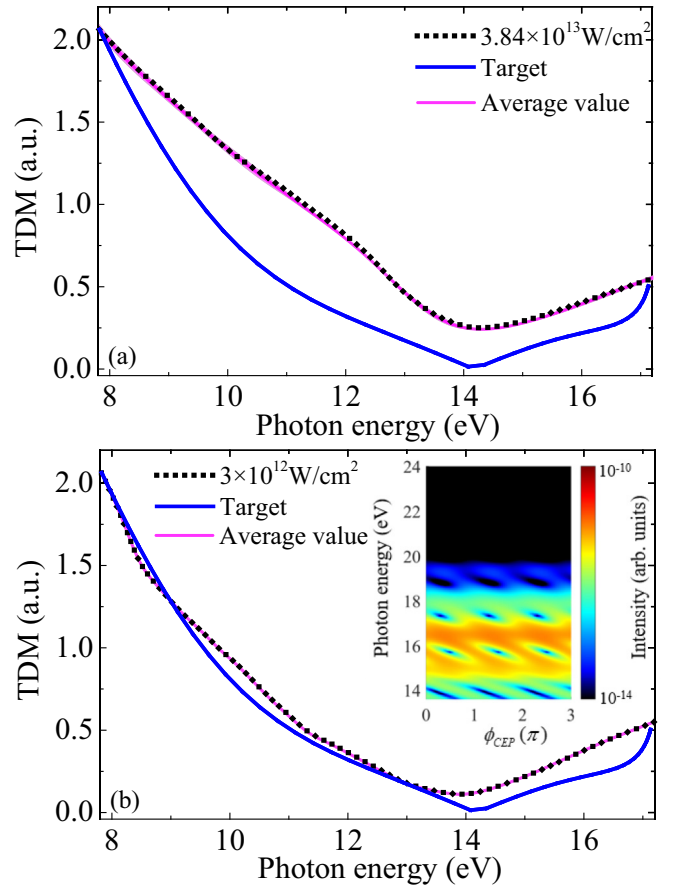 2.0
1.5
1.0
0.5
0.0
TDM (a.u.)
3.84×10¹³W/cm²
Target
Average value
(a)
8 10 12 14 16
Photon energy (eV)
2.0
1.5
1.0
0.5
0.0
TDM (a.u.)
3×10¹²W/cm²
Target
Average value
24
22
20
18
16
14
Photon energy (eV)
0 1 2 3
ϕCEP (π)
10⁻¹⁰
10⁻¹⁴
Intensity (arb. units)
(b)
8 10 12 14 16
Photon energy (eV)